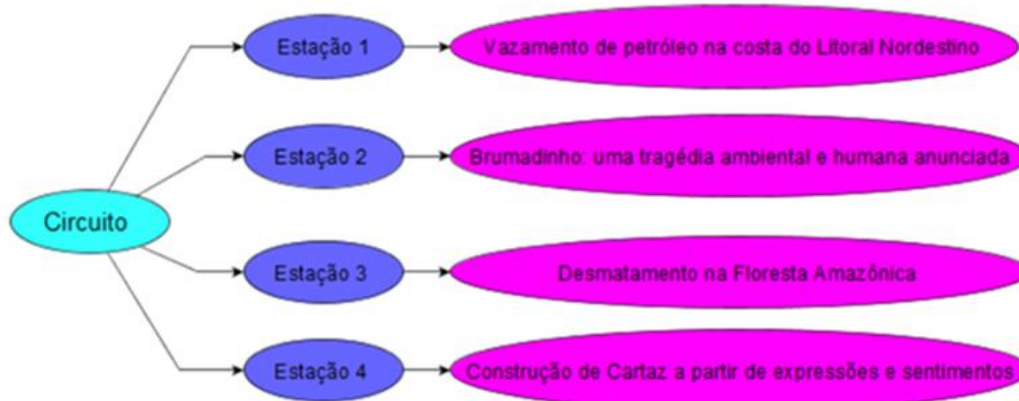 Estação 1
Vazamento de petróleo na costa do Litoral Nordestino
Estação 2
Brumadinho: uma tragédia ambiental e humana anunciada
Circuito
Estação 3
Desmatamento na Floresta Amazônica
Estação 4
Construção de Cartaz a partir de expressões e sentimentos